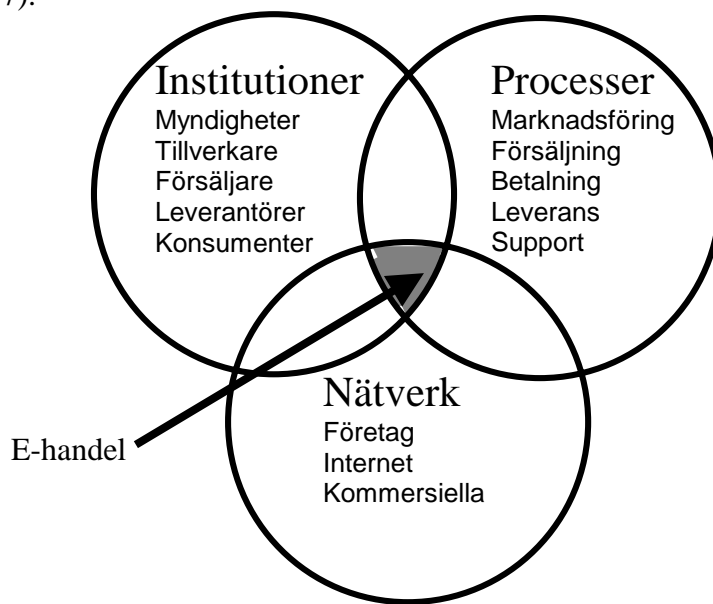 7).
Institutioner
Myndigheter
Tillverkare
Försäljare
Leverantörer
Konsumenter
Processer
Marknadsföring
Försäljning
Betalning
Leverans
Support
Nätverk
Företag
Internet
Kommersiella
E-handel